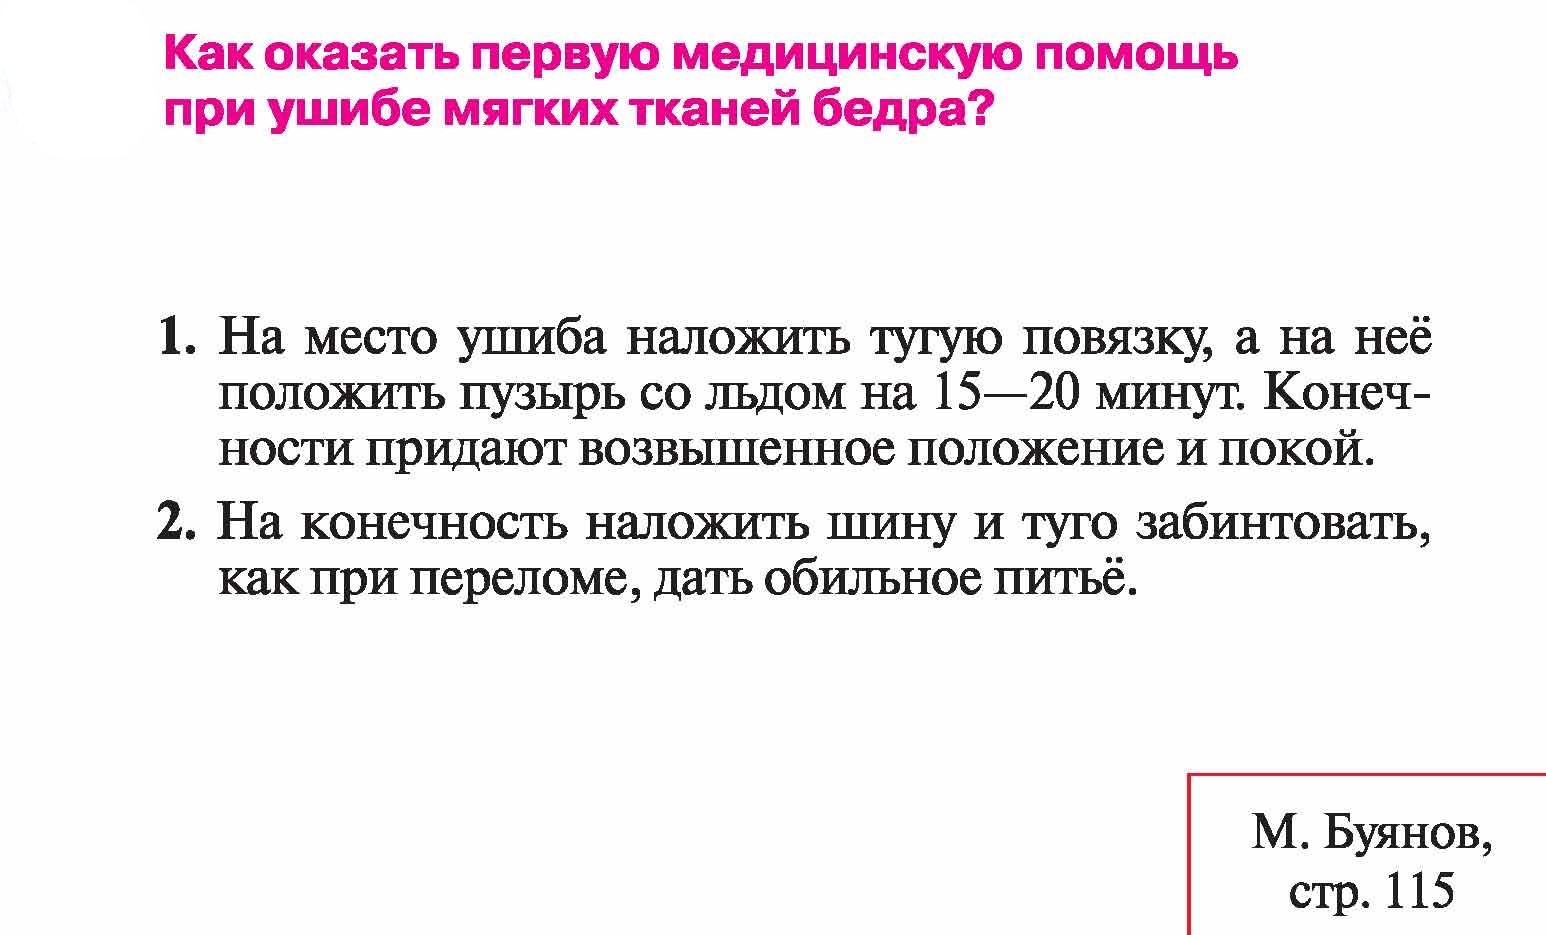 Как оказать первую медицинскую помощь
при ушибе мягких тканей бедра?
1. На место ушиба наложить тугую повязку, а на неё
положить пузырь со льдом на 15—20 минут. Конеч-
ности придают возвышенное положение и покой.
2. На конечность наложить шину и туго забинтовать,
как при переломе, дать обильное питьё.
М. Буянов,
стр. 115